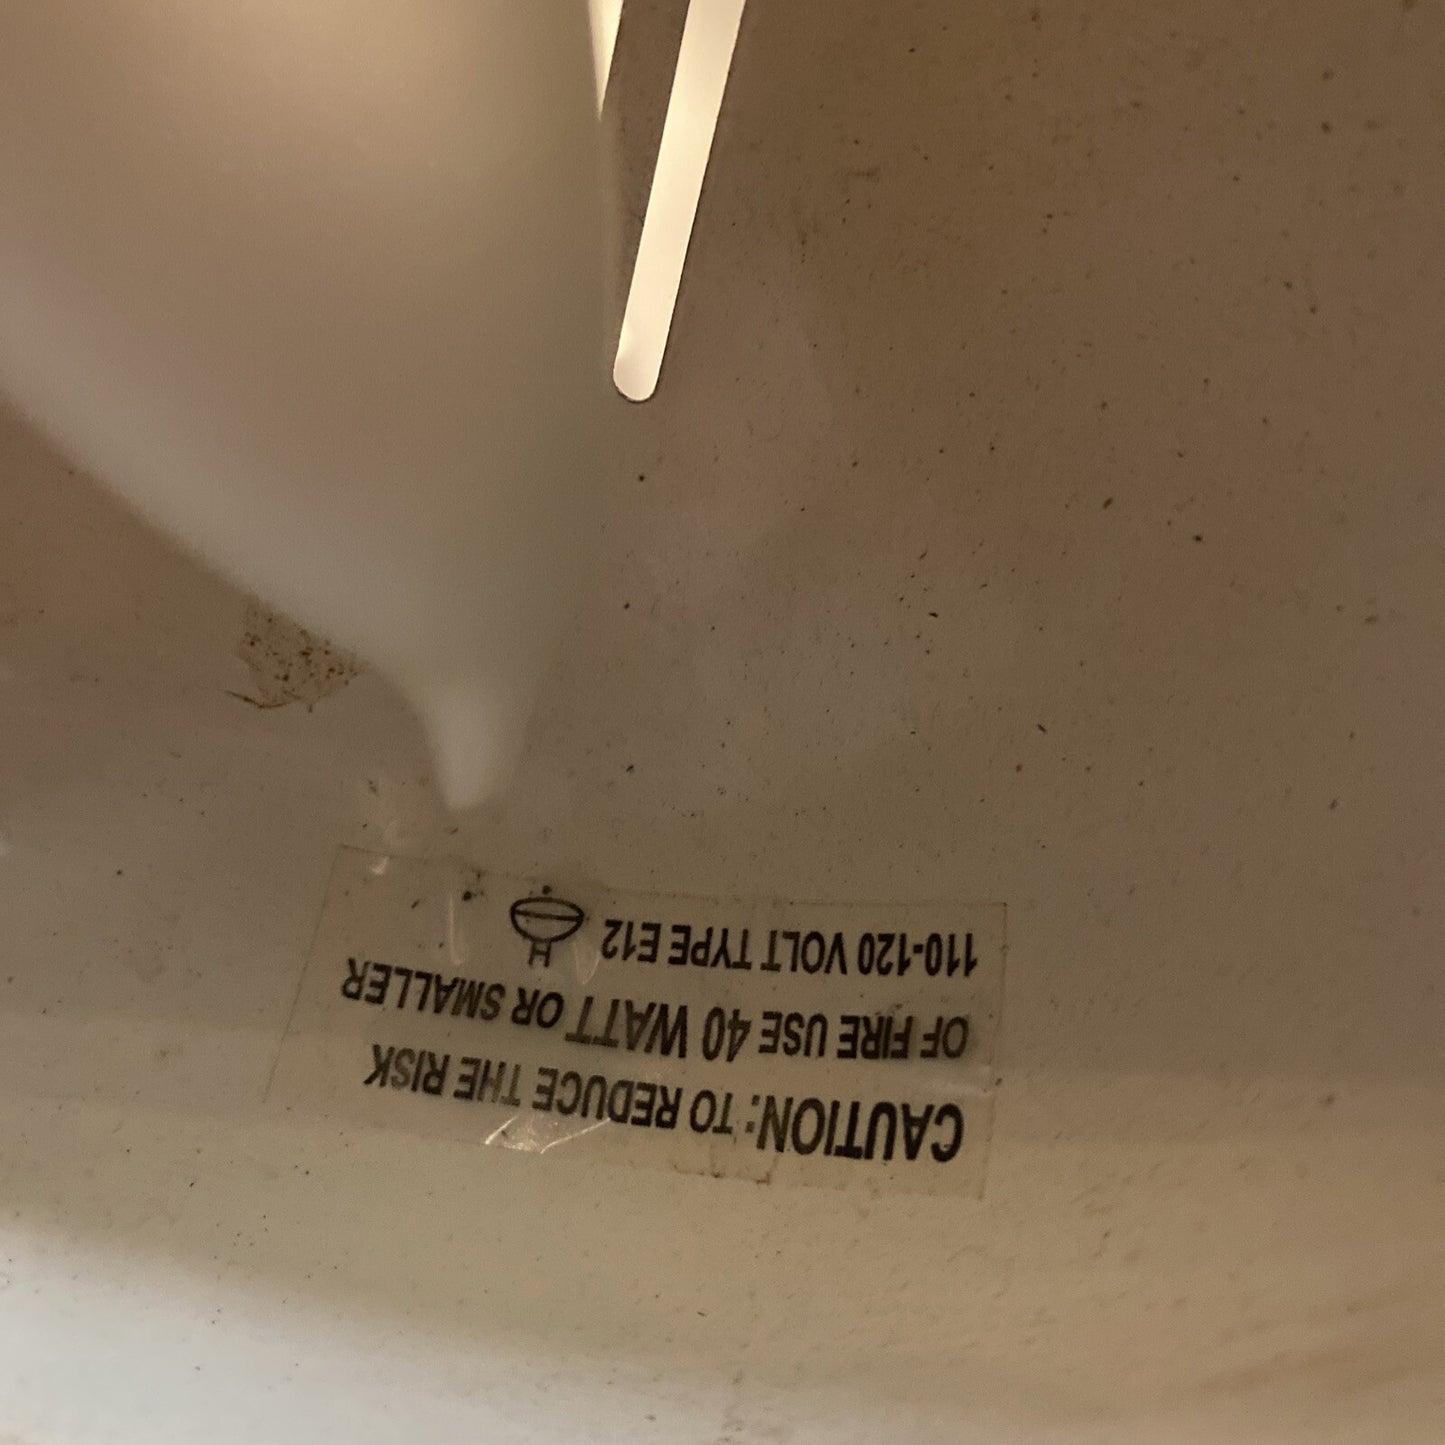 CAUTION: TO REDUCE THE RISK
OF FIRE USE 40 WATT OR SMALLER
110-120 VOLT TYPE E12